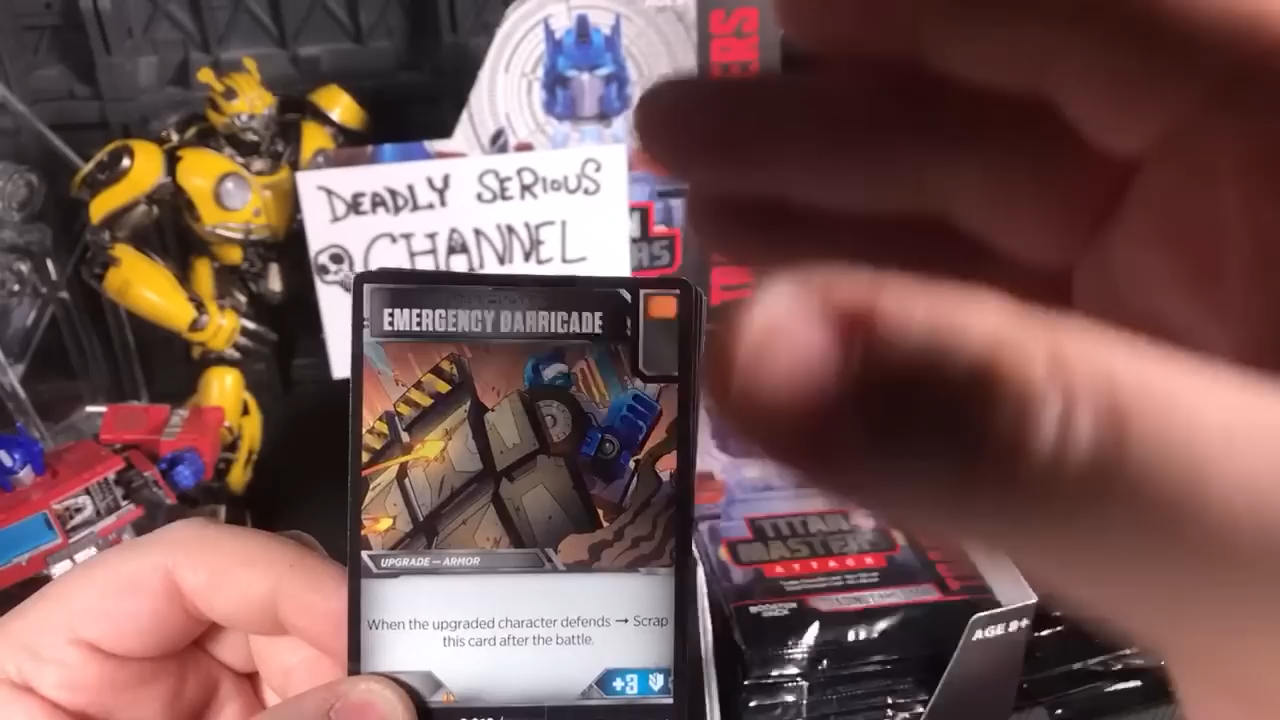 DEADLY SERIOUS
CHANNEL
EMERGENCY BARRICADE
UPGRADE — ARMOR
When the upgraded character defends → Scrap
this card after the battle.
+3
TITAN
MASTERS
ATTACK
BOOSTER
PACK
AGE 8+